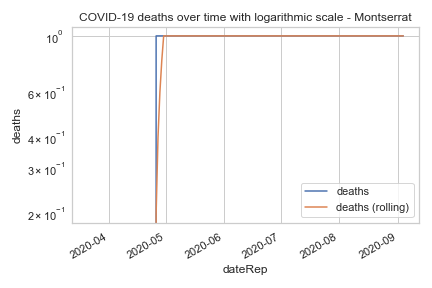 COVID-19 deaths over time with logarithmic scale - Montserrat
10⁰
6 × 10⁻¹
4 × 10⁻¹
3 × 10⁻¹
2 × 10⁻¹
deaths
deaths
deaths (rolling)
2020-04
2020-05
2020-06
2020-07
2020-08
2020-09
dateRep